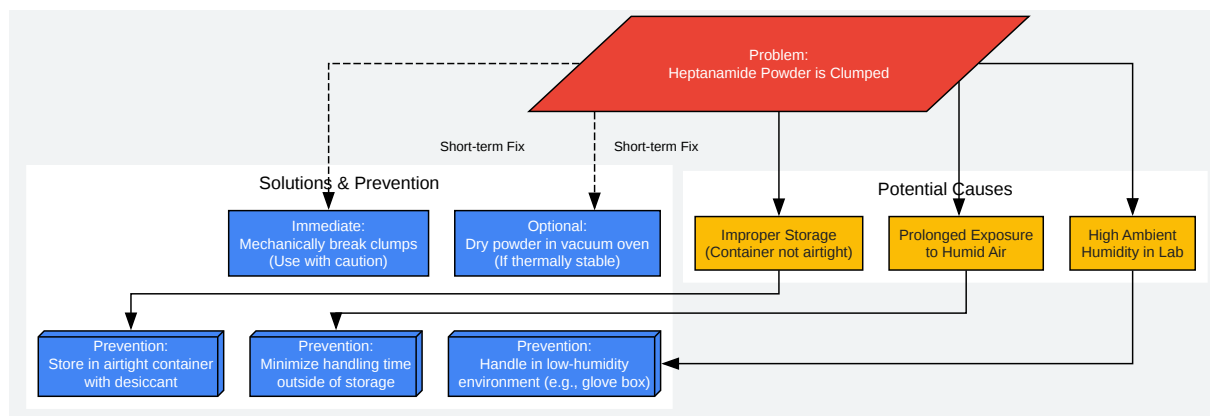 Problem:
Heptanamide Powder is Clumped
Short-term Fix
Short-term Fix
Solutions & Prevention
Potential Causes
Immediate:
Mechanically break clumps
(Use with caution)
Optional:
Dry powder in vacuum oven
(If thermally stable)
Improper Storage
(Container not airtight)
Prolonged Exposure
to Humid Air
High Ambient
Humidity in Lab
Prevention:
Store in airtight container
with desiccant
Prevention:
Minimize handling time
outside of storage
Prevention:
Handle in low-humidity
environment (e.g., glove box)